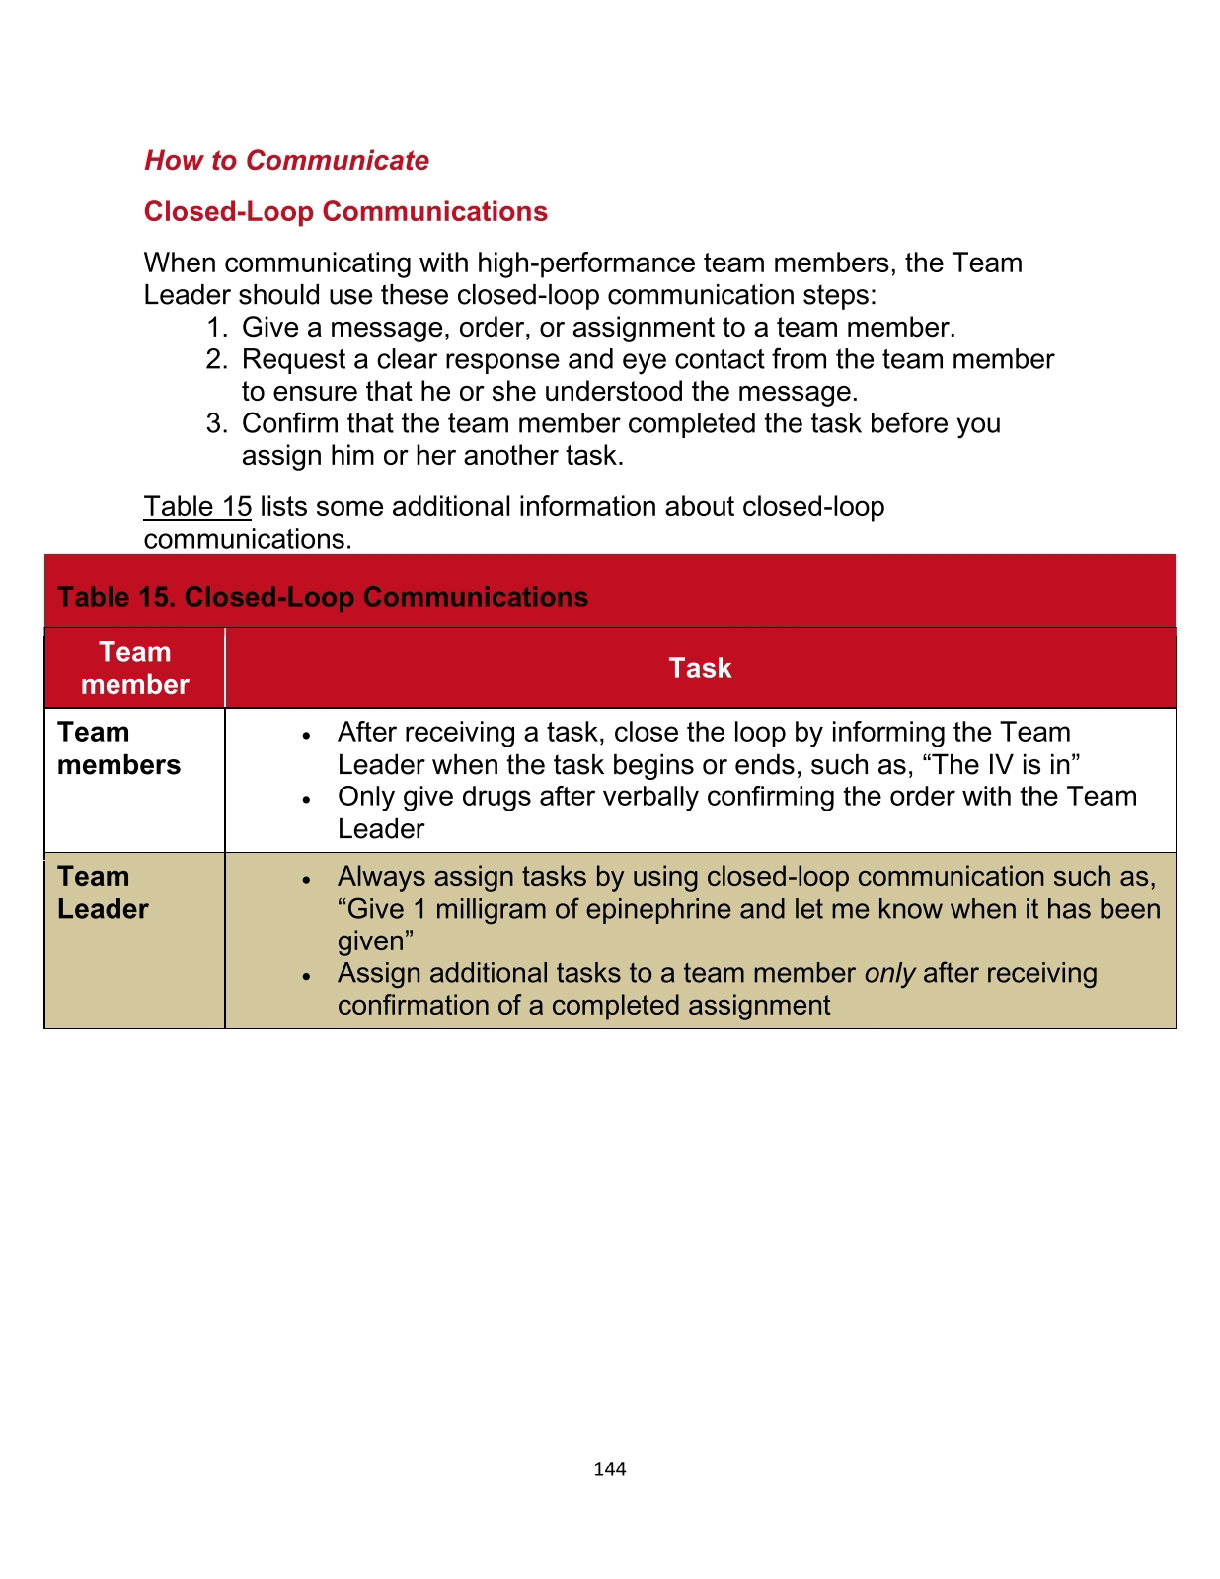 How to Communicate
Closed-Loop Communications
When communicating with high-performance team members, the Team
Leader should use these closed-loop communication steps:
1. Give a message, order, or assignment to a team member.
2. Request a clear response and eye contact from the team member
to ensure that he or she understood the message.
3. Confirm that the team member completed the task before you
assign him or her another task.
Table 15 lists some additional information about closed-loop
communications.
Table 15. Closed-Loop Communications
Team
member
Task
Team
members
• After receiving a task, close the loop by informing the Team
Leader when the task begins or ends, such as, “The IV is in”
• Only give drugs after verbally confirming the order with the Team
Leader
Team
Leader
• Always assign tasks by using closed-loop communication such as,
“Give 1 milligram of epinephrine and let me know when it has been
given”
• Assign additional tasks to a team member only after receiving
confirmation of a completed assignment
144